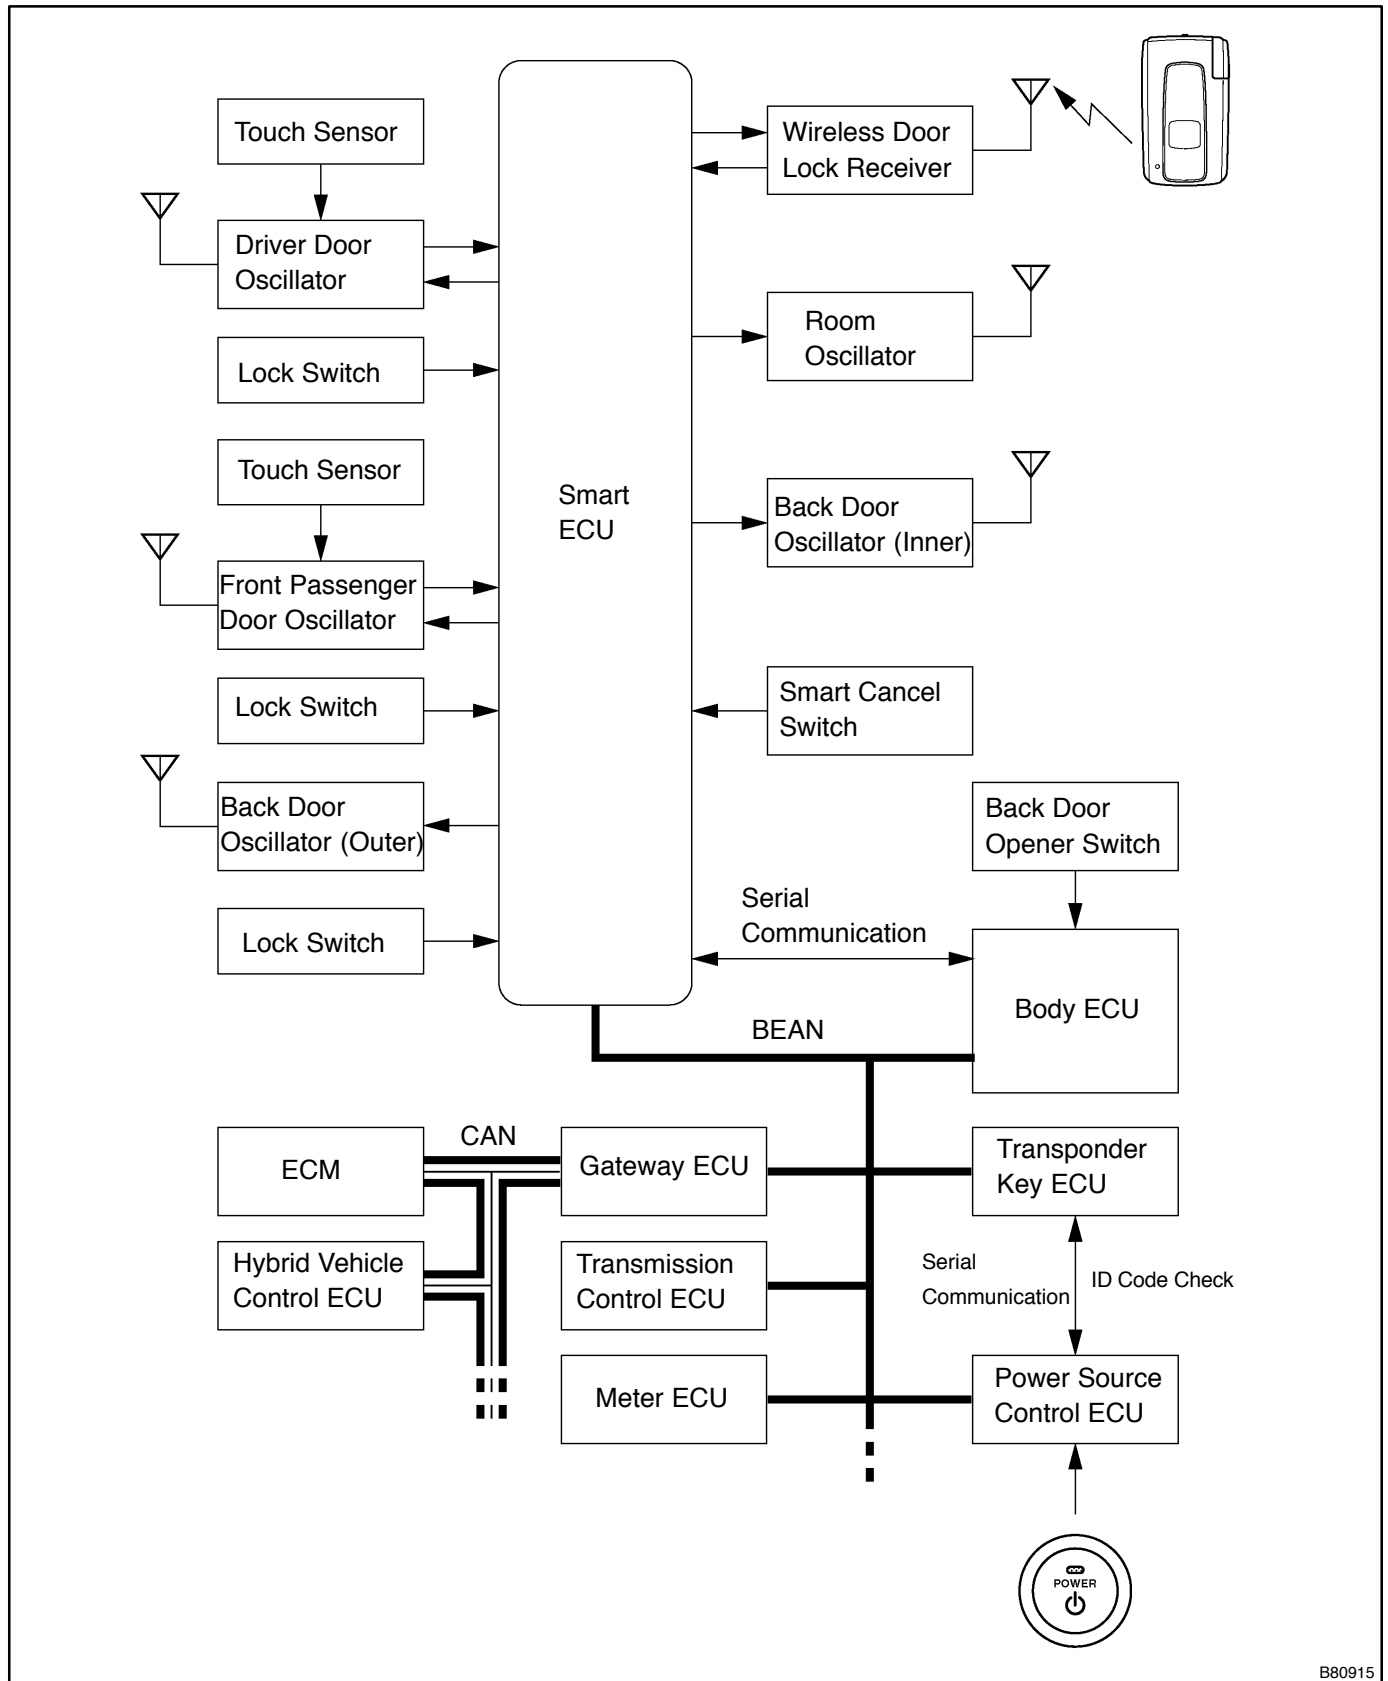 Touch Sensor
Driver Door
Oscillator
Lock Switch
Touch Sensor
Front Passenger
Door Oscillator
Lock Switch
Back Door
Oscillator (Outer)
Lock Switch
Smart
ECU
Wireless Door
Lock Receiver
Room
Oscillator
Back Door
Oscillator (Inner)
Smart Cancel
Switch
Back Door
Opener Switch
Serial
Communication
Body ECU
BEAN
ECM
CAN
Gateway ECU
Transponder
Key ECU
Hybrid Vehicle
Control ECU
Transmission
Control ECU
Serial
Communication
ID Code Check
Meter ECU
Power Source
Control ECU
POWER
B80915